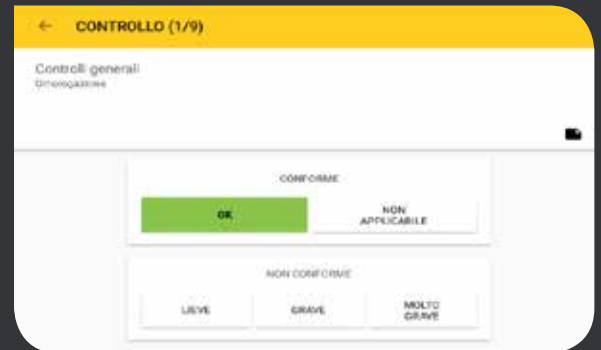 ← CONTROLLO (1/9)
Controlli generali
Omologazione
CONFORME
OK
NON
APPLICABILE
NON CONFORME
LIEVE
GRAVE
MOLTO
GRAVE